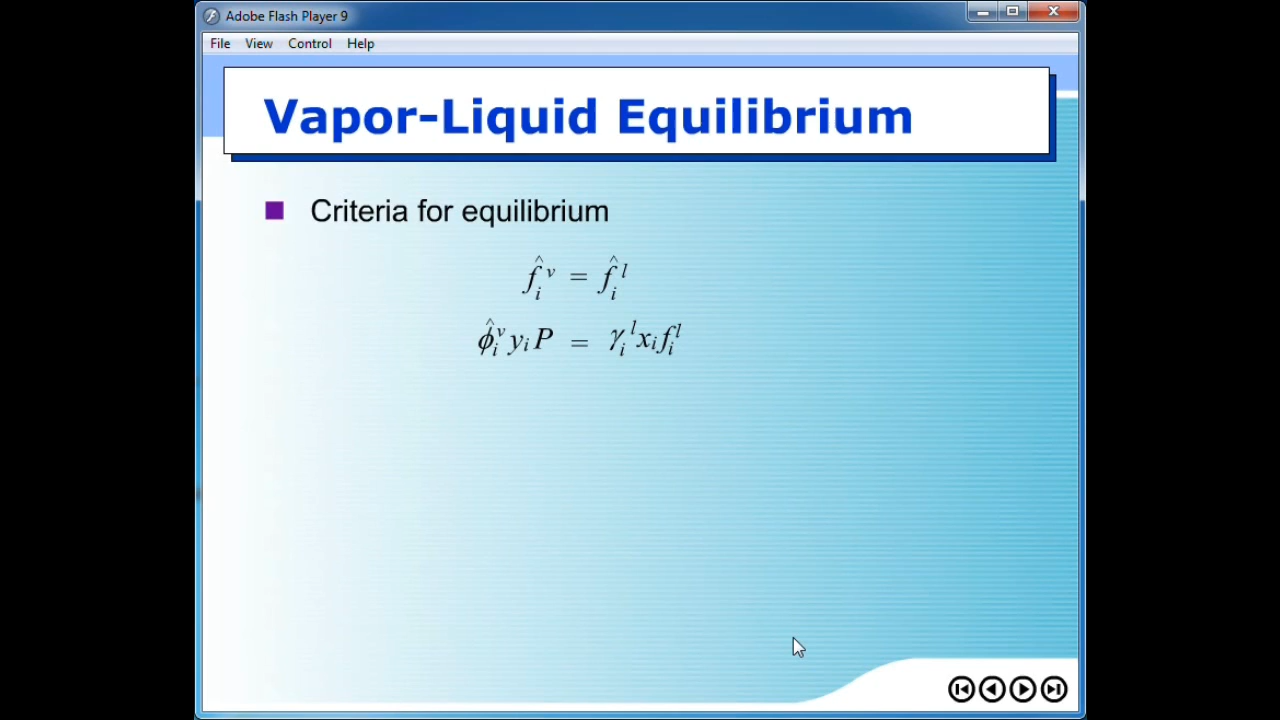 Adobe Flash Player 9
File View Control Help
Vapor-Liquid Equilibrium
Criteria for equilibrium
f̂ᵢᵛ = f̂ᵢˡ
ϕ̂ᵢᵛ yᵢ P = γᵢˡ xᵢ fᵢˡ